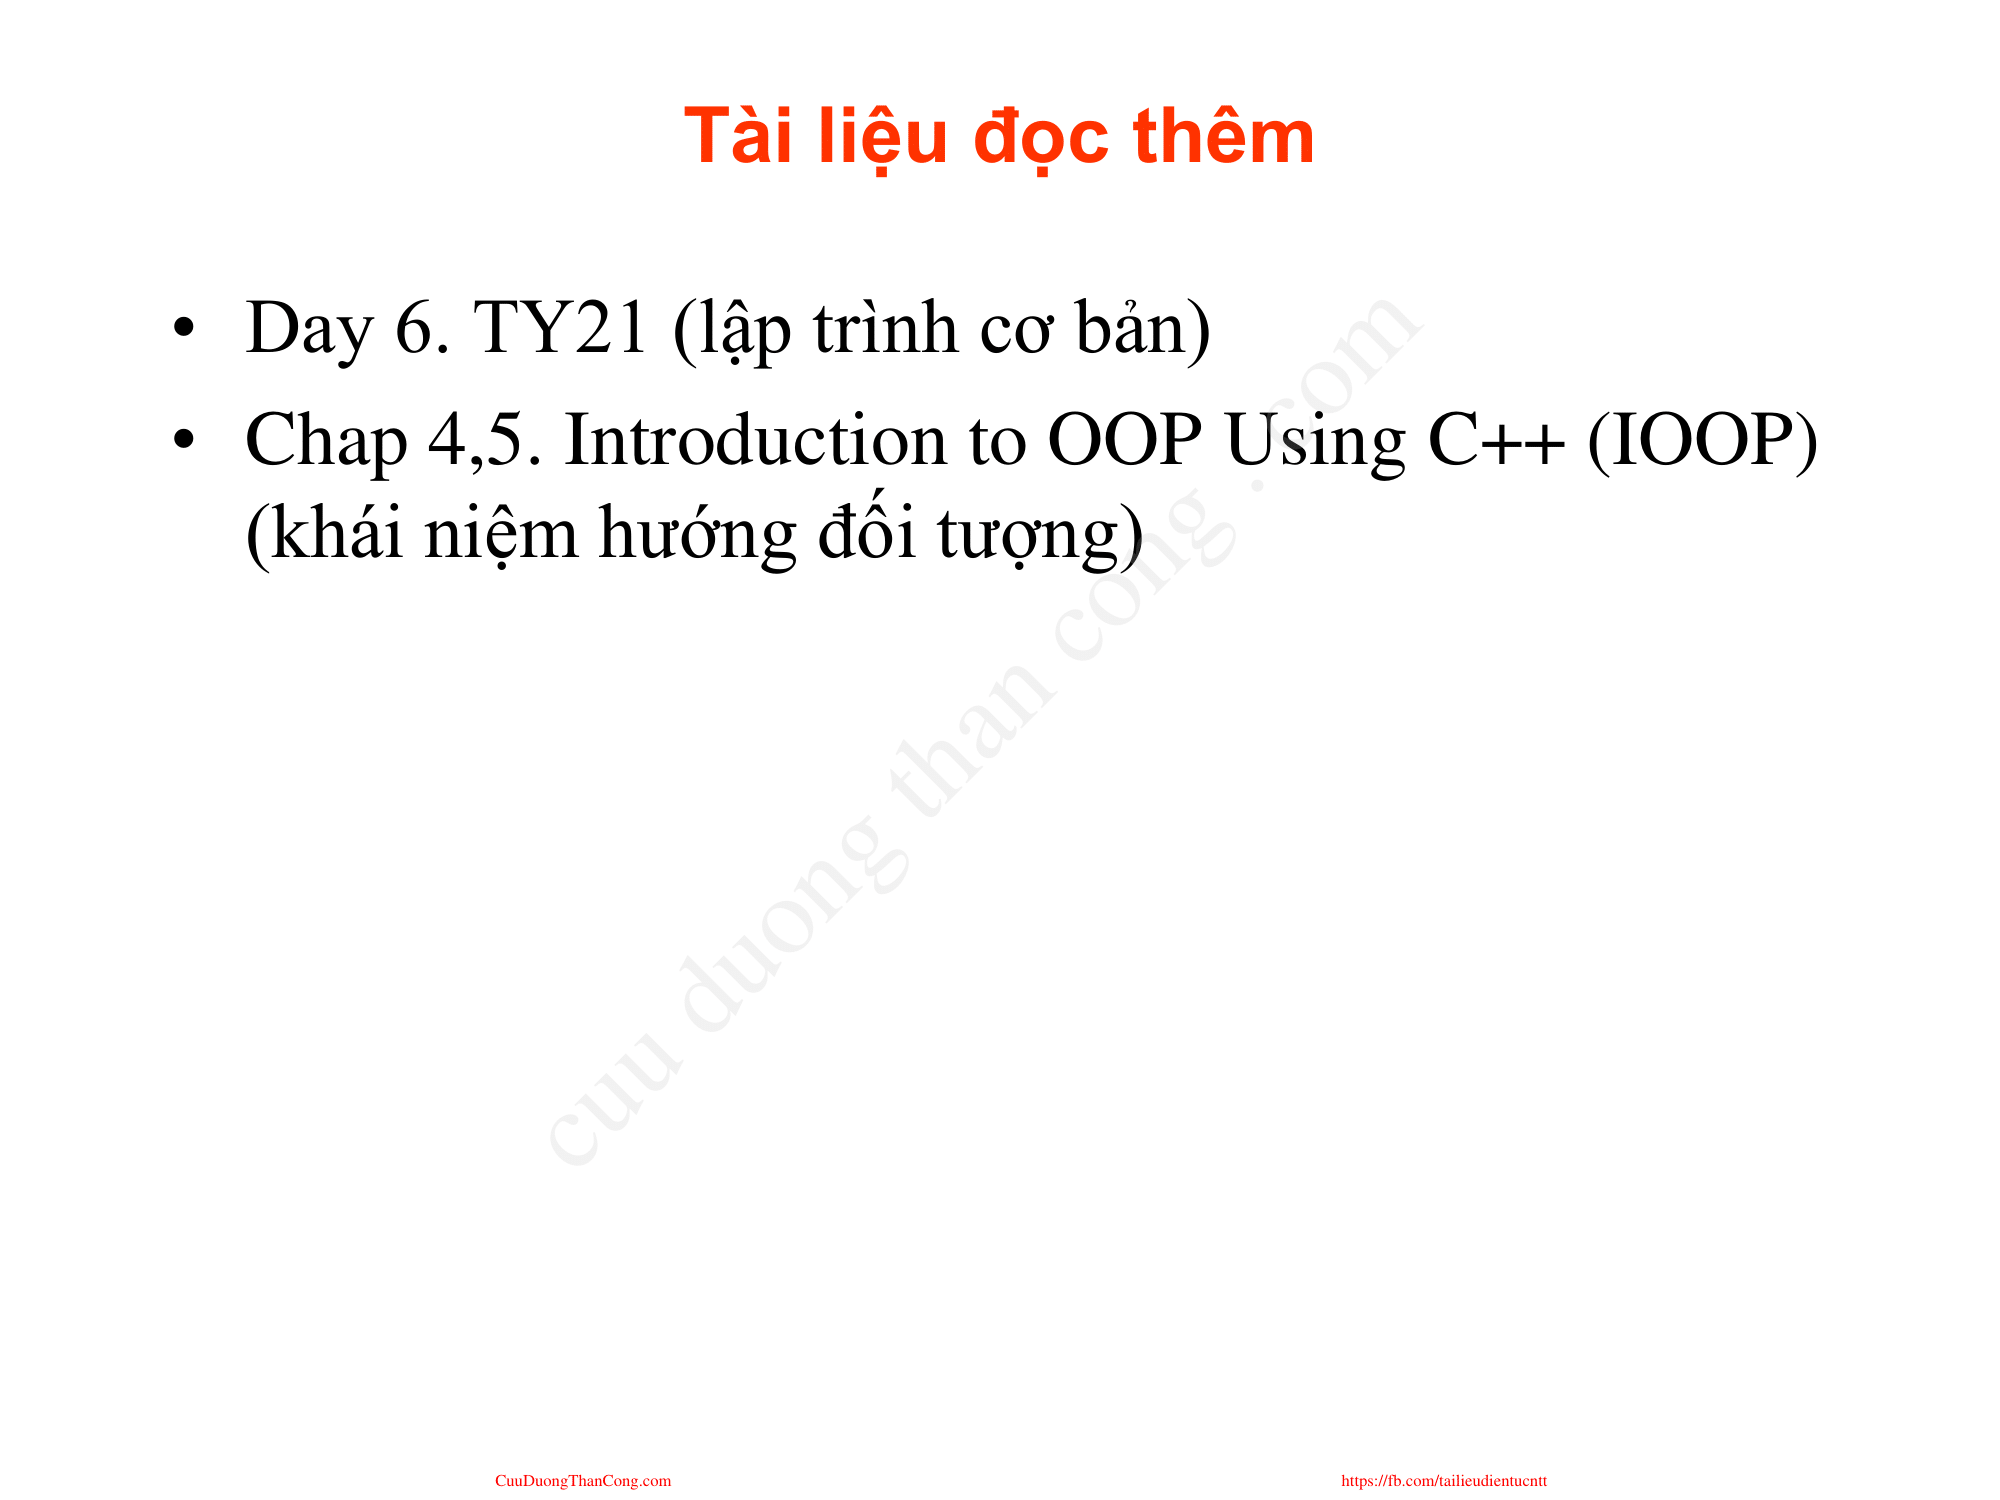 Tài liệu đọc thêm
• Day 6. TY21 (lập trình cơ bản)
• Chap 4,5. Introduction to OOP Using C++ (IOOP)
(khái niệm hướng đối tượng)
cuu duong than cong . com
CuuDuongThanCong.com
https://fb.com/tailieudientucntt